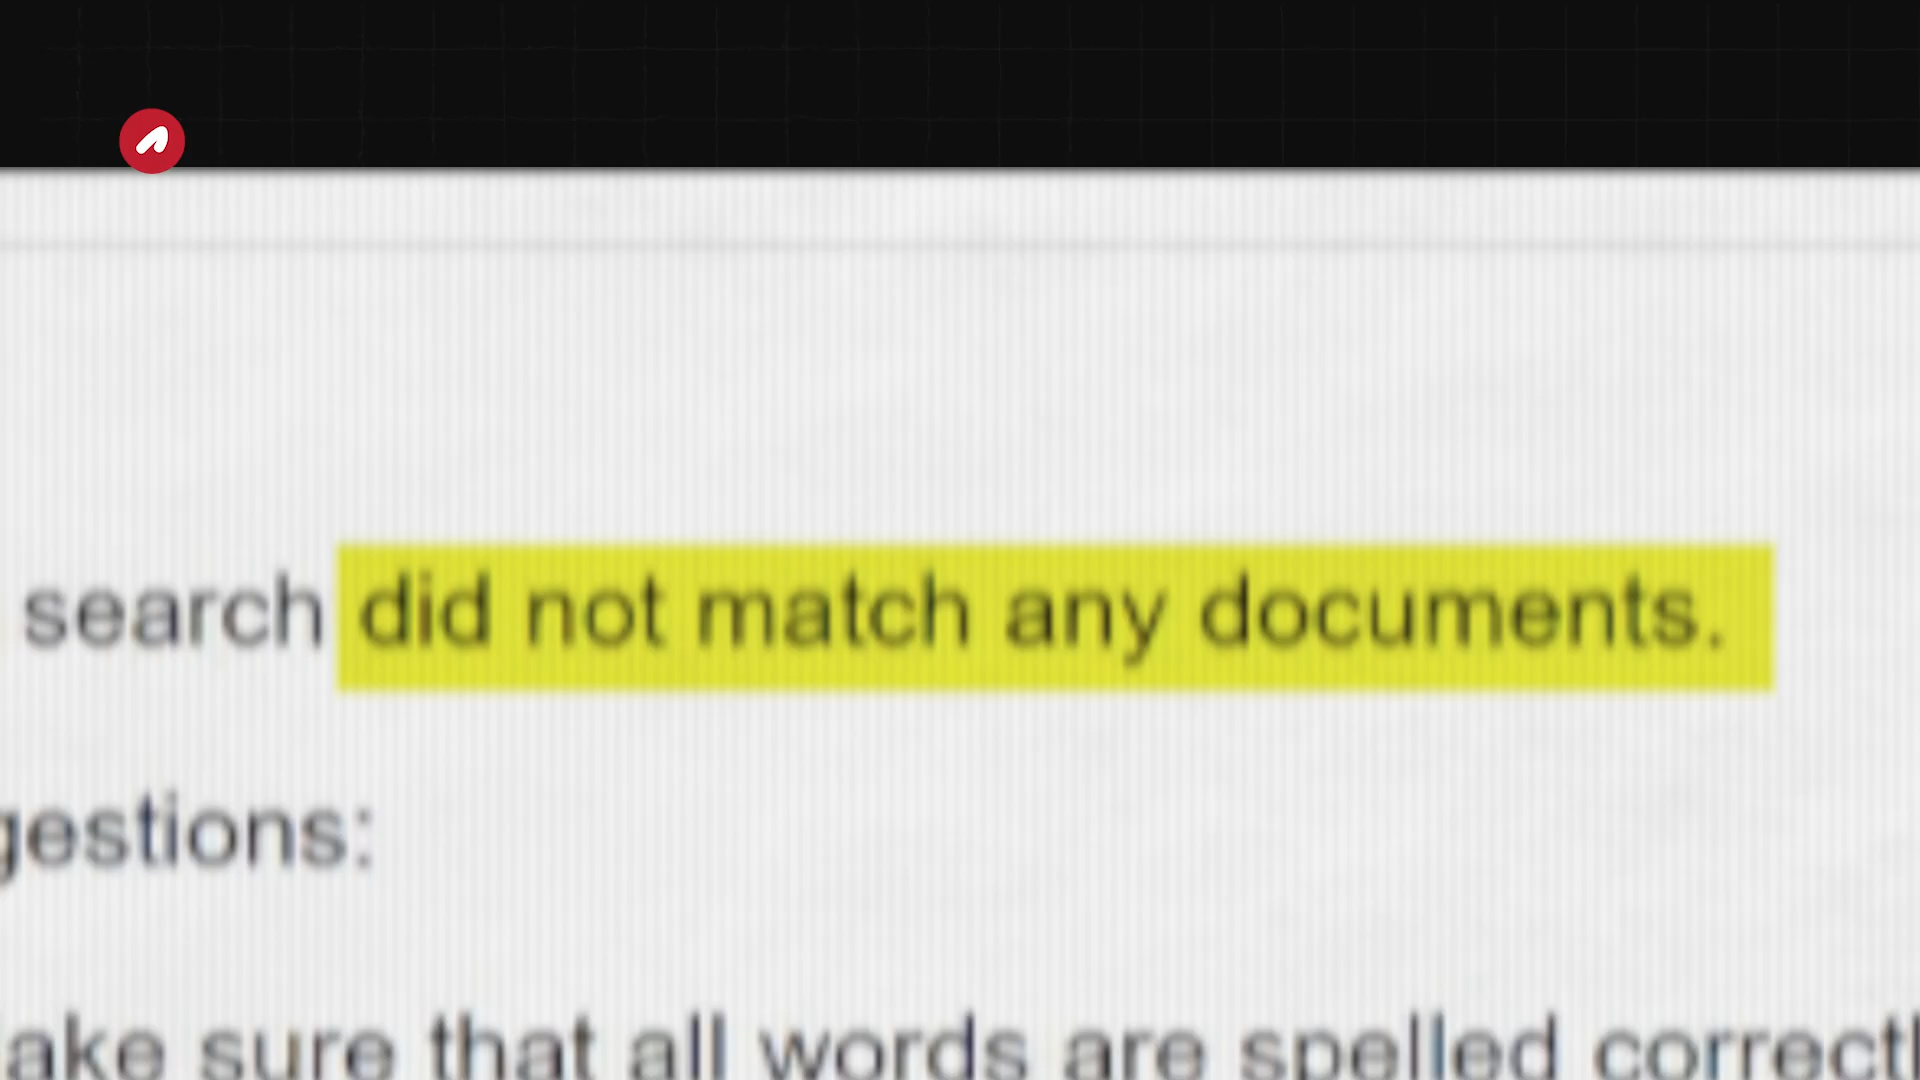 search did not match any documents.
gestions:
ake sure that all words are spelled correctl